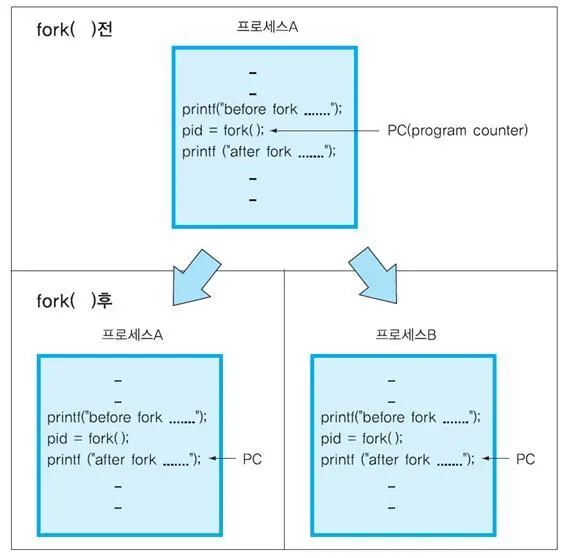 fork( )전
프로세스A
–
–
printf("before fork .......");
pid = fork( );
PC(program counter)
printf ("after fork .......");
–
–
fork( )후
프로세스A
–
–
printf("before fork .......");
pid = fork( );
printf ("after fork .......");
PC
–
–
프로세스B
–
–
printf("before fork .......");
pid = fork( );
printf ("after fork .......");
PC
–
–